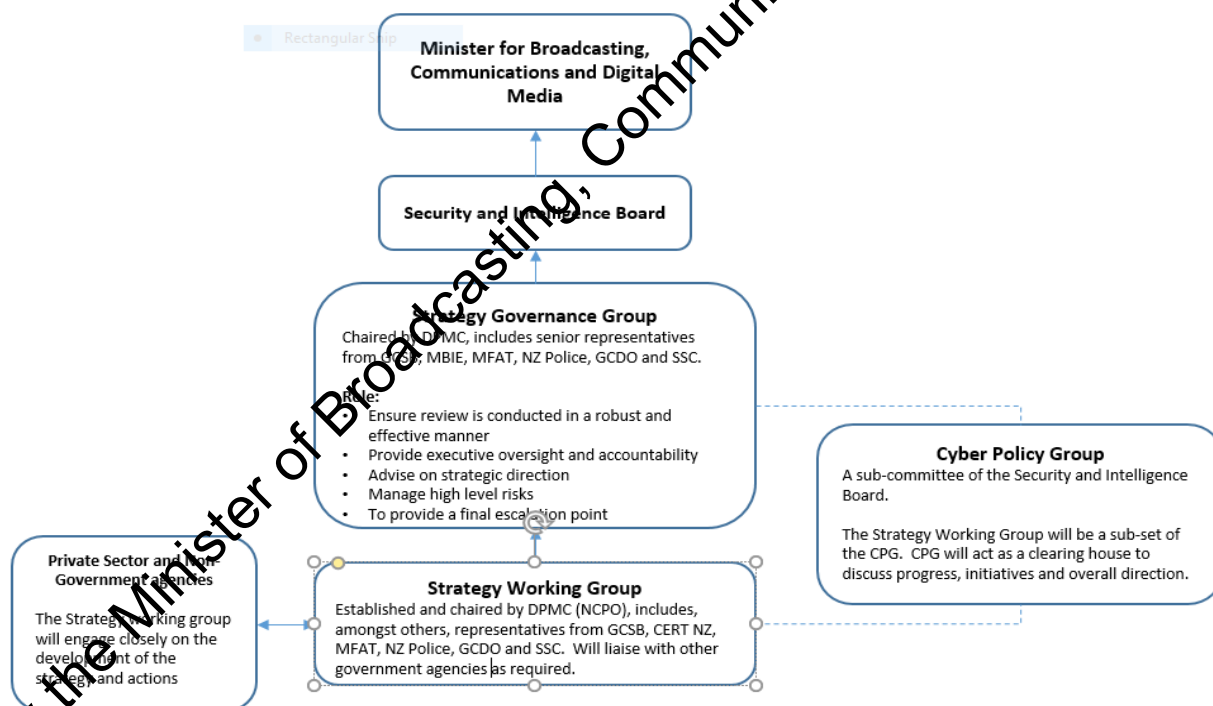 Rectangular Snip
Minister for Broadcasting,
Communications and Digital
Media
Security and Intelligence Board
Strategy Governance Group
Chaired by DPMC, includes senior representatives
from GCSB, MBIE, MFAT, NZ Police, GCDO and SSC.
Role:
• Ensure review is conducted in a robust and
effective manner
• Provide executive oversight and accountability
• Advise on strategic direction
• Manage high level risks
• To provide a final escalation point
Cyber Policy Group
A sub-committee of the Security and Intelligence
Board.
The Strategy Working Group will be a sub-set of
the CPG. CPG will act as a clearing house to
discuss progress, initiatives and overall direction.
Private Sector and Non-
Government agencies
The Strategy working group
will engage closely on the
development of the
strategy and actions
Strategy Working Group
Established and chaired by DPMC (NCPO), includes,
amongst others, representatives from GCSB, CERT NZ,
MFAT, NZ Police, GCDO and SSC. Will liaise with other
government agencies as required.
the Minister of Broadcasting,